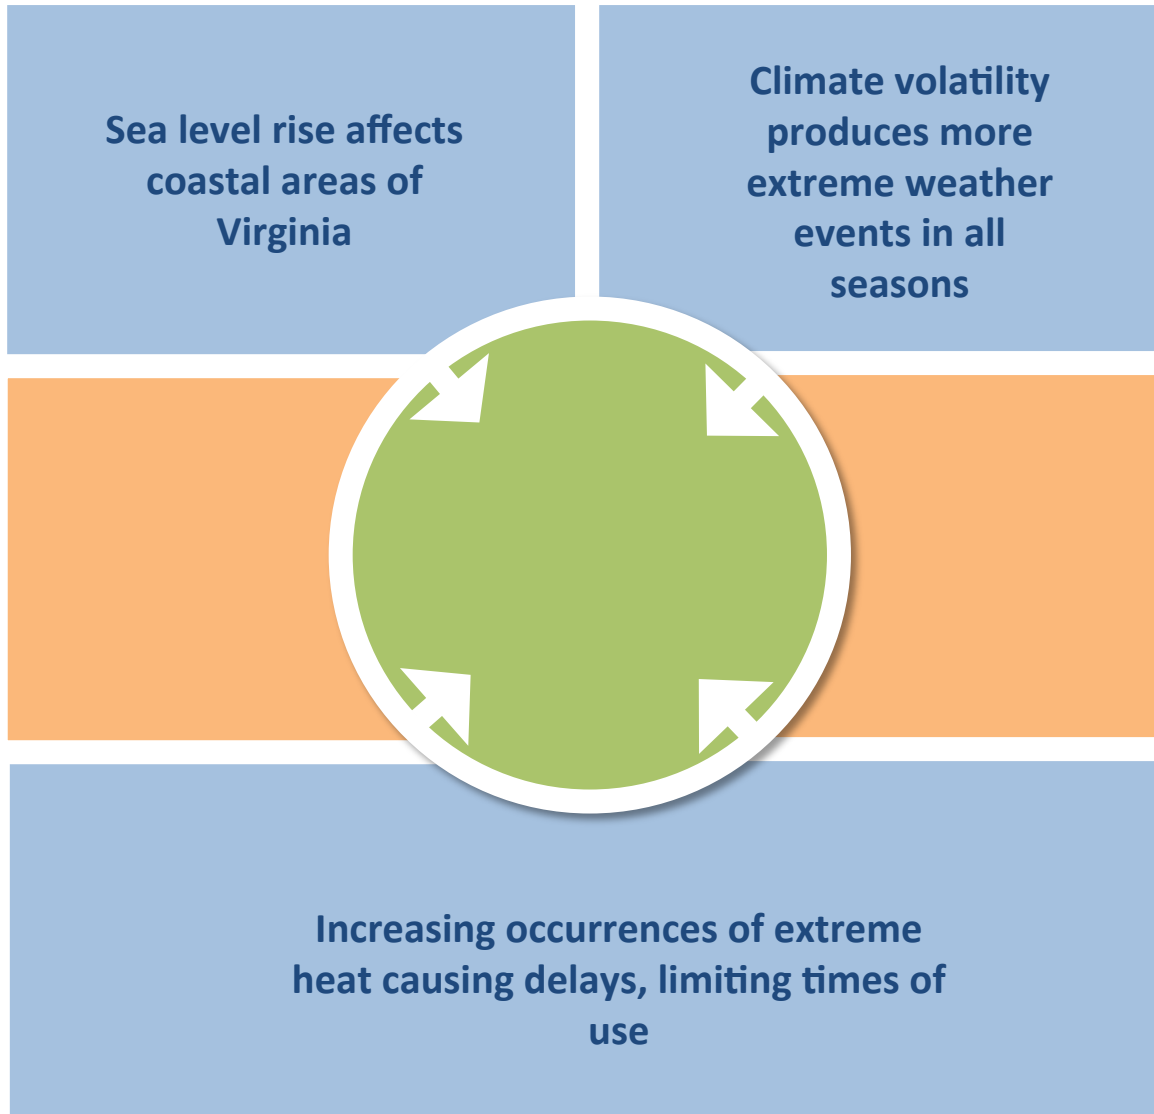 Sea level rise affects
coastal areas of
Virginia
Climate volatility
produces more
extreme weather
events in all
seasons
Increasing occurrences of extreme
heat causing delays, limiting times of
use